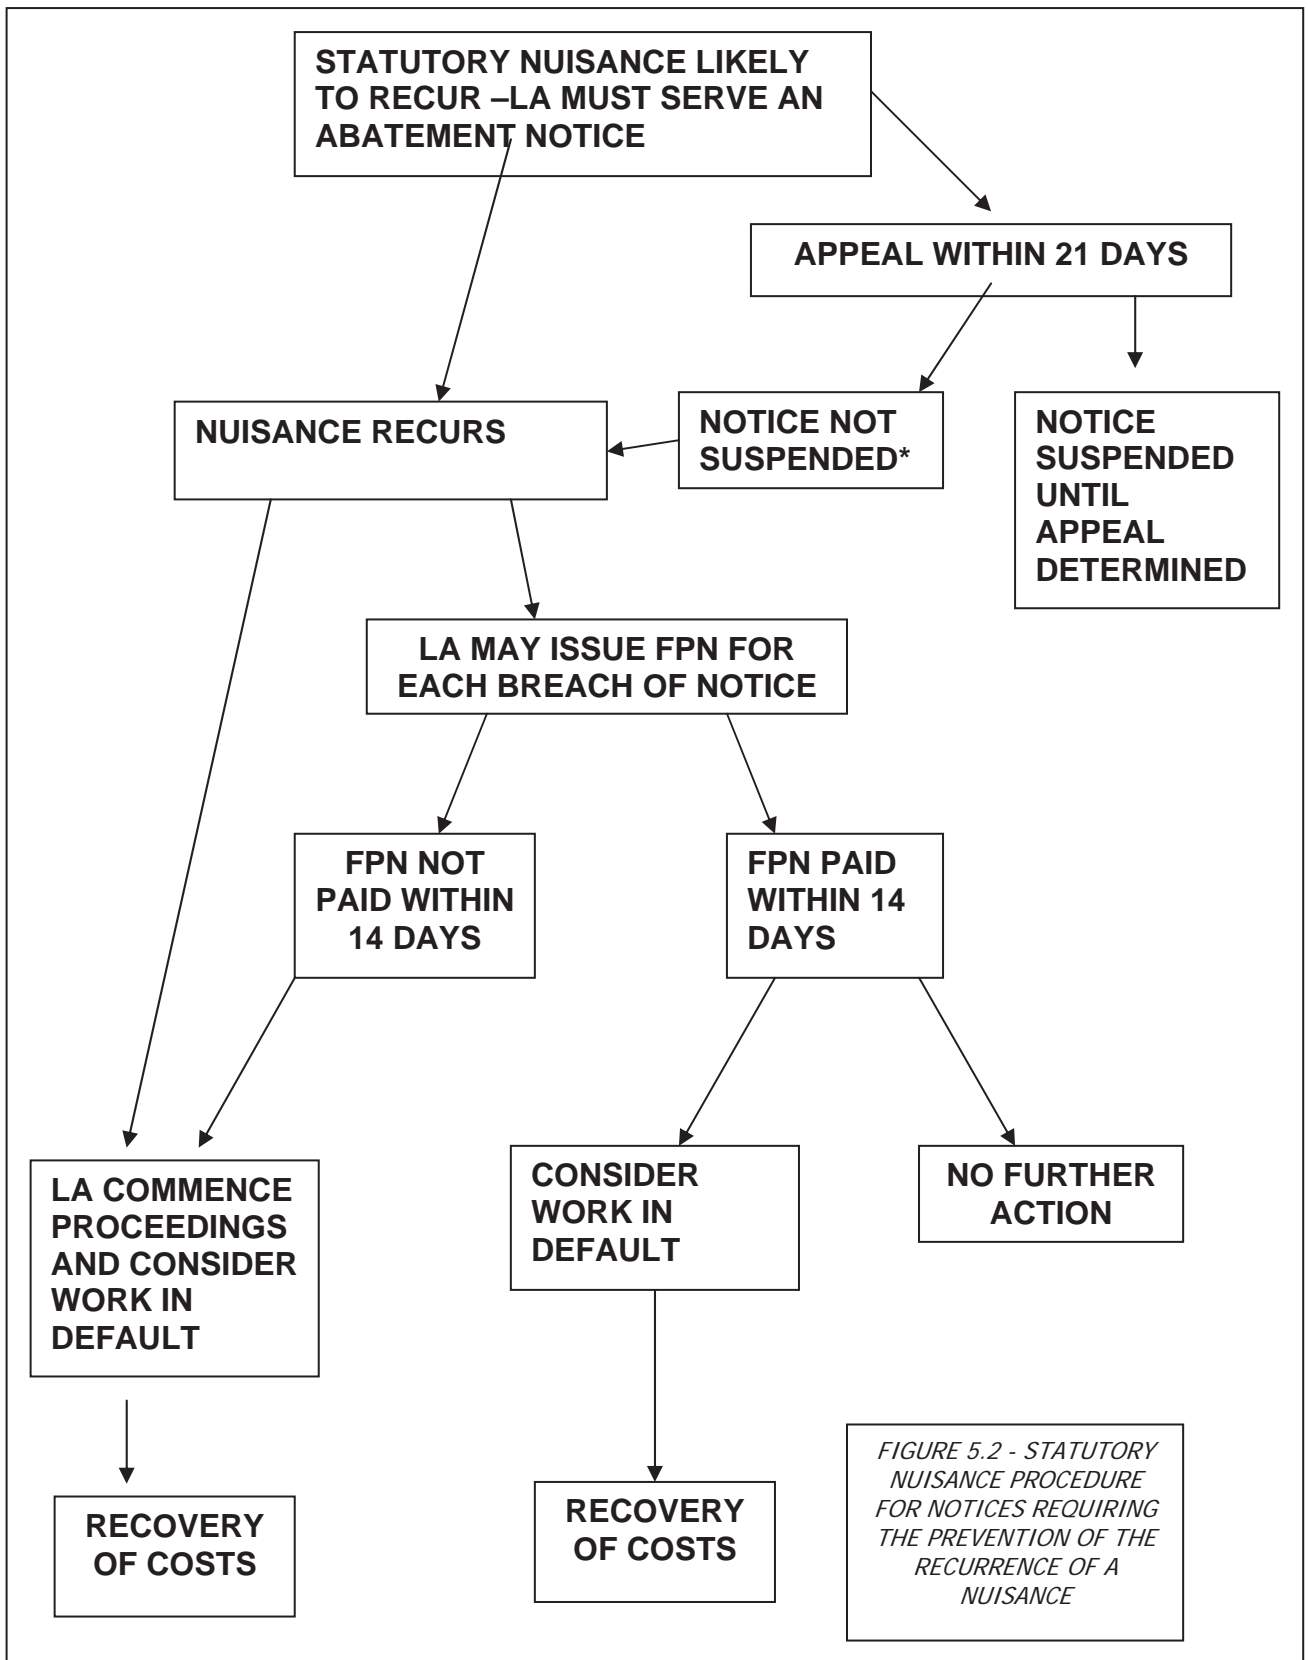 STATUTORY NUISANCE LIKELY
TO RECUR –LA MUST SERVE AN
ABATEMENT NOTICE
APPEAL WITHIN 21 DAYS
NUISANCE RECURS
NOTICE NOT
SUSPENDED*
NOTICE
SUSPENDED
UNTIL
APPEAL
DETERMINED
LA MAY ISSUE FPN FOR
EACH BREACH OF NOTICE
FPN NOT
PAID WITHIN
14 DAYS
FPN PAID
WITHIN 14
DAYS
LA COMMENCE
PROCEEDINGS
AND CONSIDER
WORK IN
DEFAULT
CONSIDER
WORK IN
DEFAULT
NO FURTHER
ACTION
RECOVERY
OF COSTS
RECOVERY
OF COSTS
FIGURE 5.2 - STATUTORY
NUISANCE PROCEDURE
FOR NOTICES REQUIRING
THE PREVENTION OF THE
RECURRENCE OF A
NUISANCE